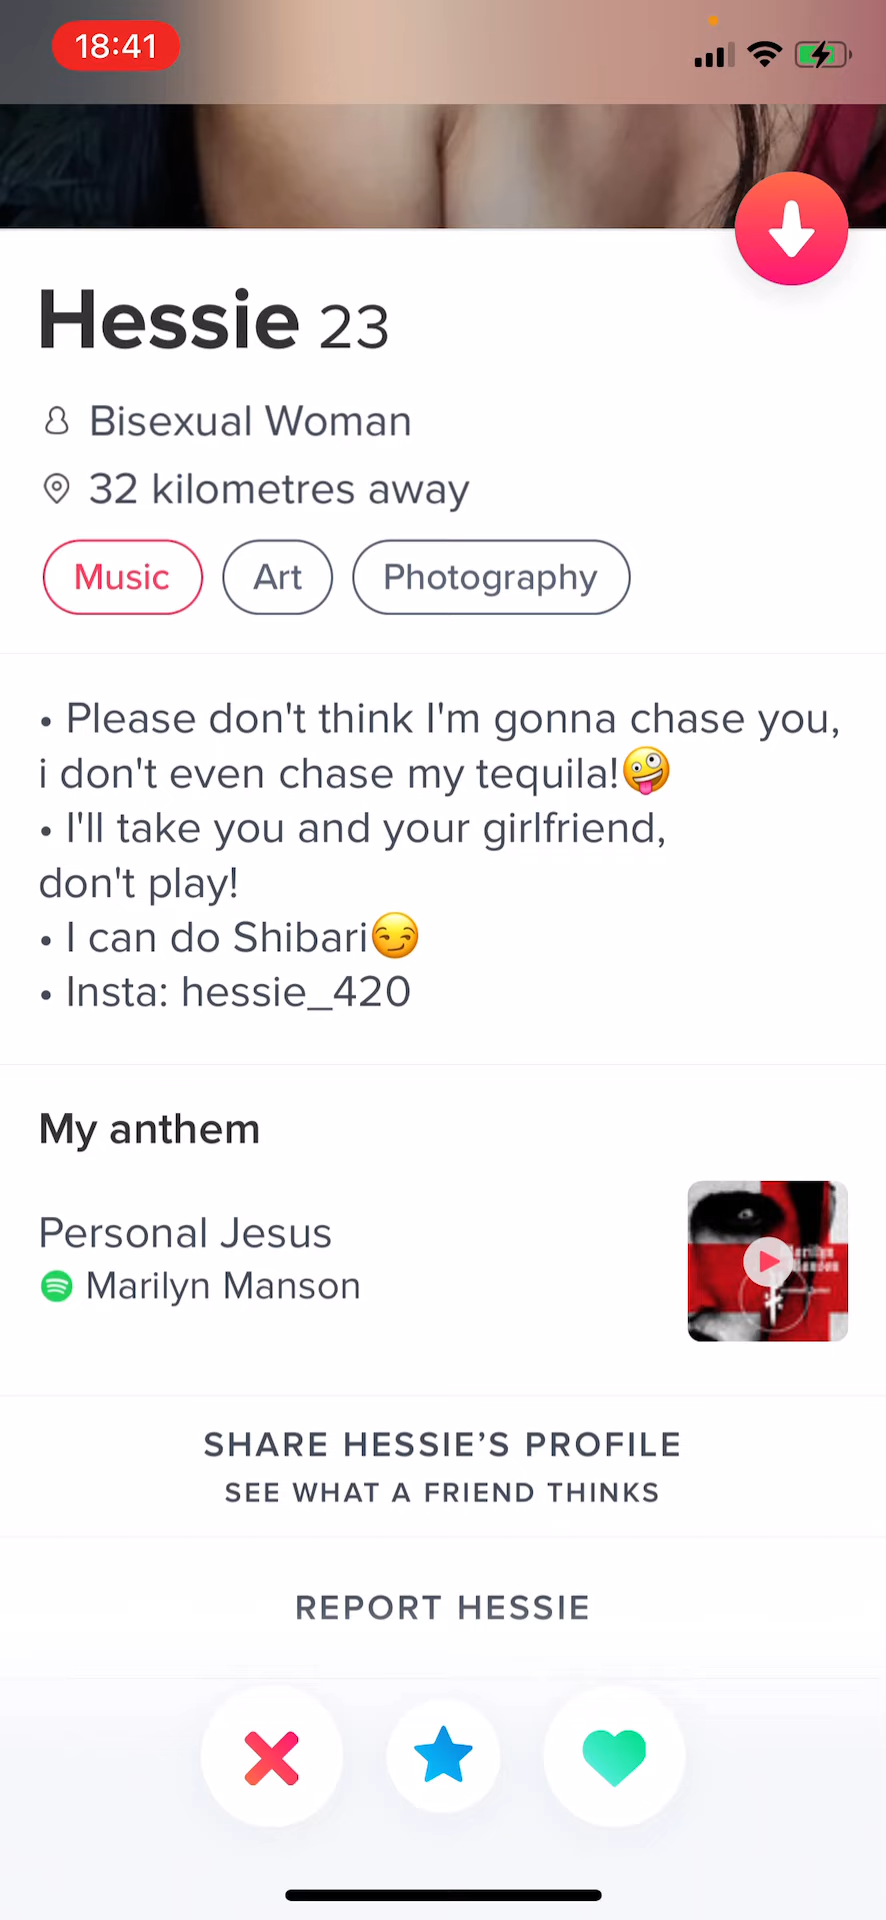 18:41
Hessie 23
Bisexual Woman
32 kilometres away
Music Art Photography
• Please don't think I'm gonna chase you,
i don't even chase my tequila!🤪
• I'll take you and your girlfriend,
don't play!
• I can do Shibari😏
• Insta: hessie_420
My anthem
Personal Jesus
Marilyn Manson
Marilyn
Manson
SHARE HESSIE’S PROFILE
SEE WHAT A FRIEND THINKS
REPORT HESSIE